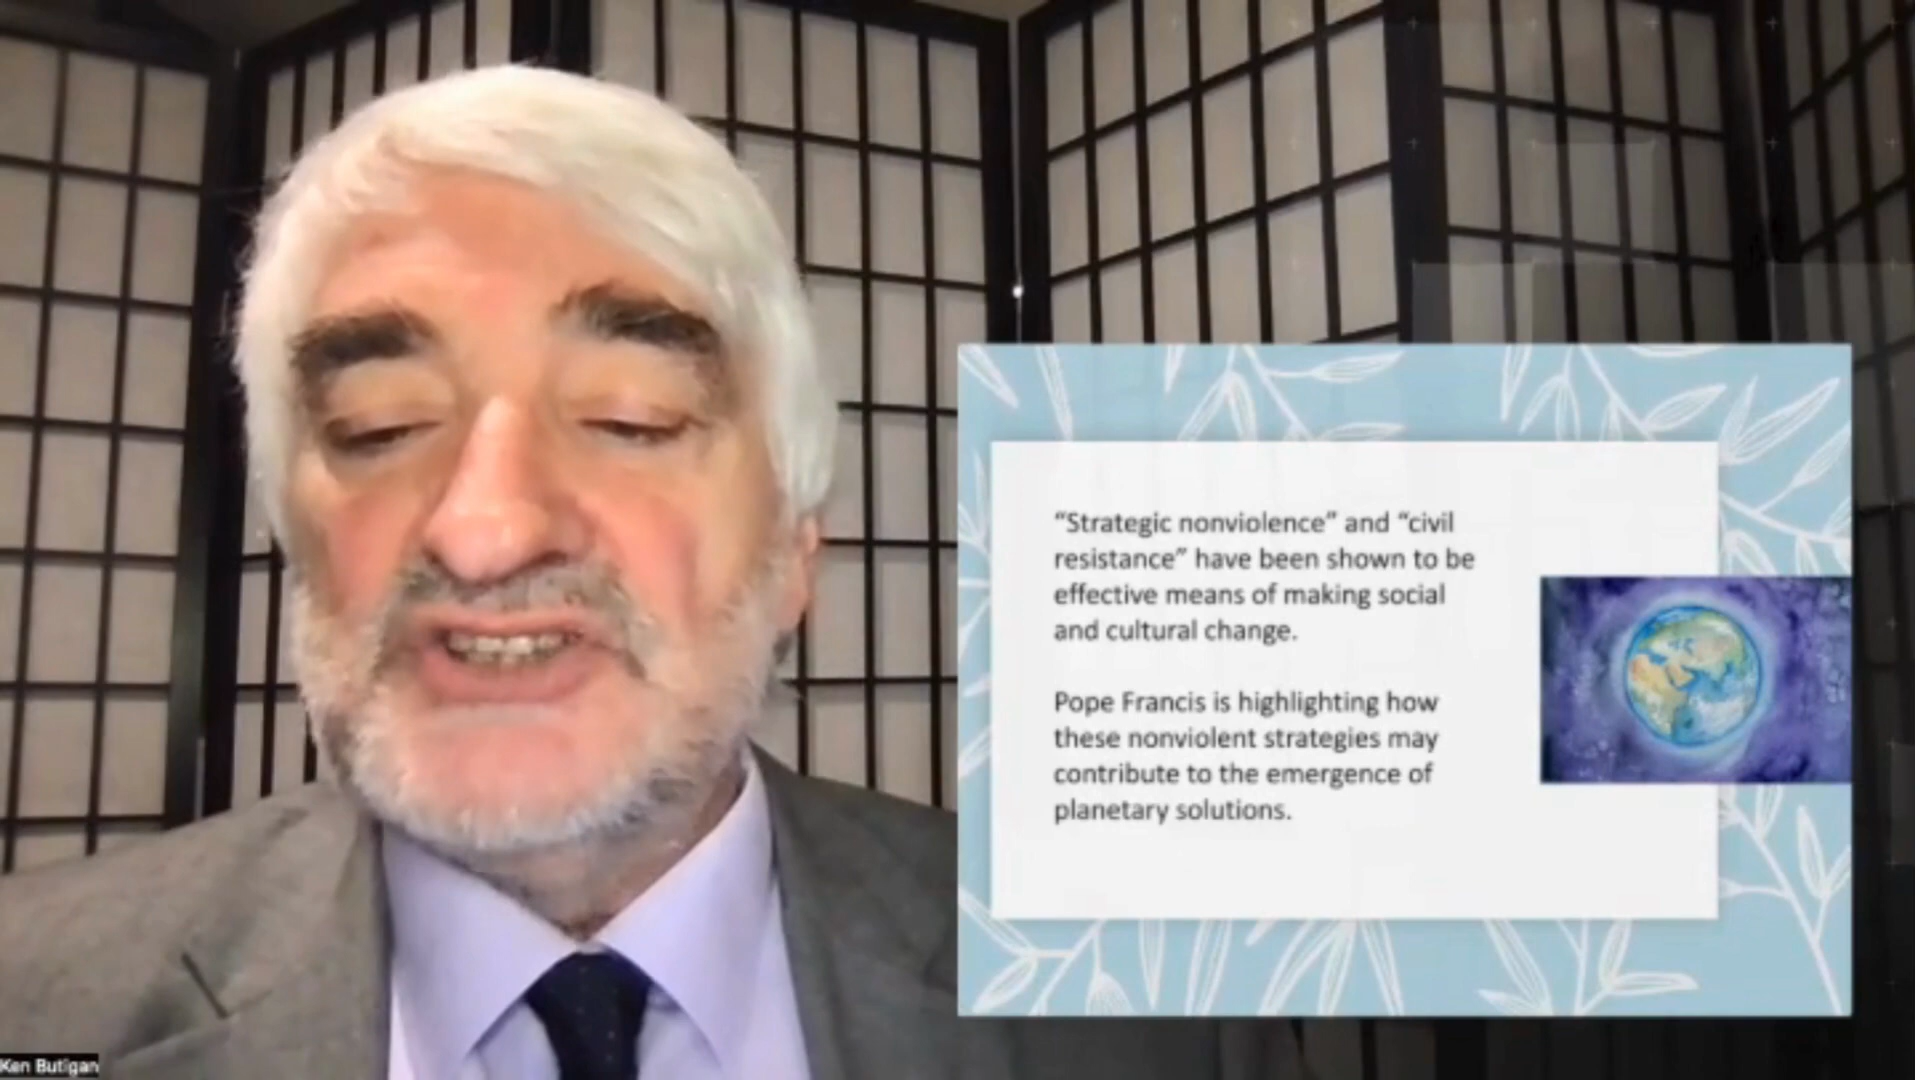 “Strategic nonviolence” and “civil
resistance” have been shown to be
effective means of making social
and cultural change.
Pope Francis is highlighting how
these nonviolent strategies may
contribute to the emergence of
planetary solutions.
Ken Butigan